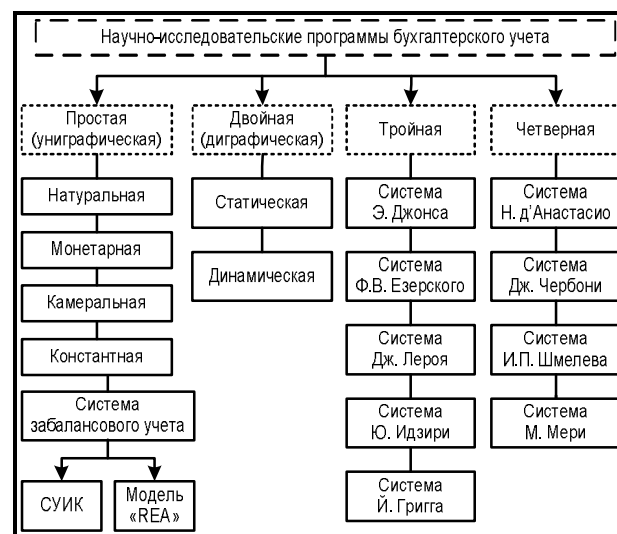 Научно-исследовательские программы бухгалтерского учета
Простая
(униграфическая)
Натуральная
Монетарная
Камеральная
Константная
Система
забалансового учета
СУИК
Модель
«REA»
Двойная
(диграфическая)
Статическая
Динамическая
Тройная
Система
Э. Джонса
Система
Ф.В. Езерского
Система
Дж. Лероя
Система
Ю. Идзири
Система
Й. Григга
Четверная
Система
Н. д'Анастасио
Система
Дж. Чербони
Система
И.П. Шмелева
Система
М. Мери